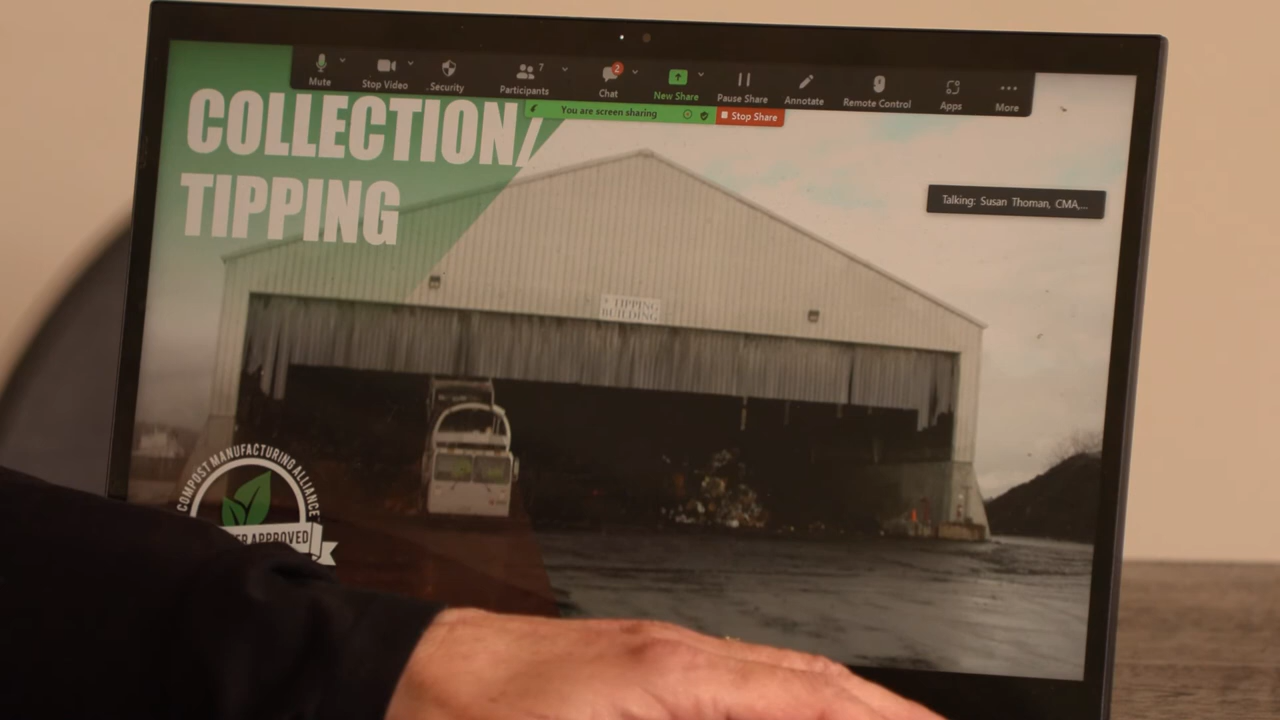 Mute
Stop Video
Security
Participants
7
Chat
2
New Share
Pause Share
Annotate
Remote Control
Apps
More
You are screen sharing
Stop Share
COLLECTION/
TIPPING
Talking: Susan Thoman, CMA,...
TIPPING
BUILDING
COMPOST MANUFACTURING ALLIANCE
APPROVED